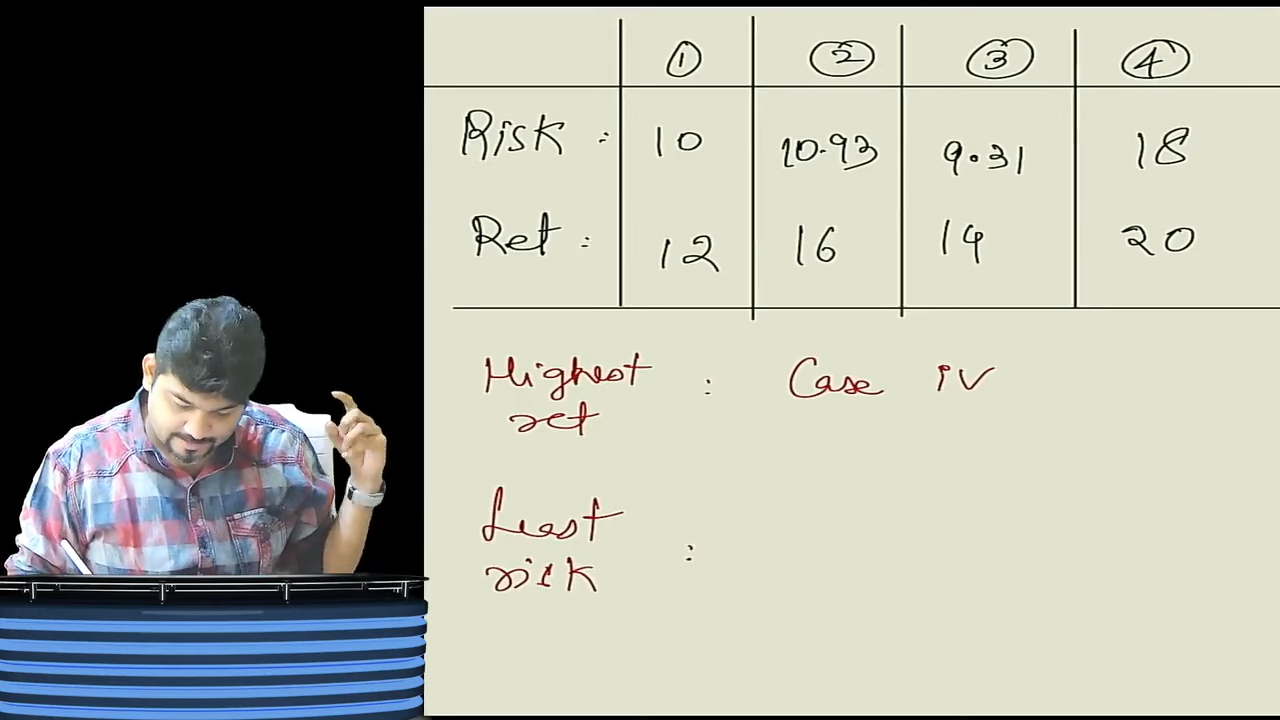 ① ② ③ ④
Risk : 10 10.93 9.31 18
Ret : 12 16 14 20
Highest : Case iv
ret
Least
risk :